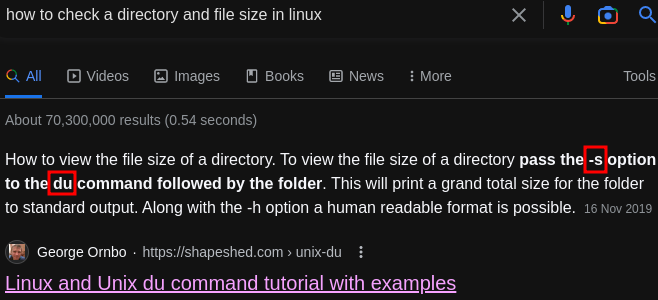 how to check a directory and file size in linux
All Videos Images Books News More Tools
About 70,300,000 results (0.54 seconds)
How to view the file size of a directory. To view the file size of a directory pass the -s option
to the du command followed by the folder. This will print a grand total size for the folder
to standard output. Along with the -h option a human readable format is possible. 16 Nov 2019
George Ornbo · https://shapeshed.com › unix-du
Linux and Unix du command tutorial with examples